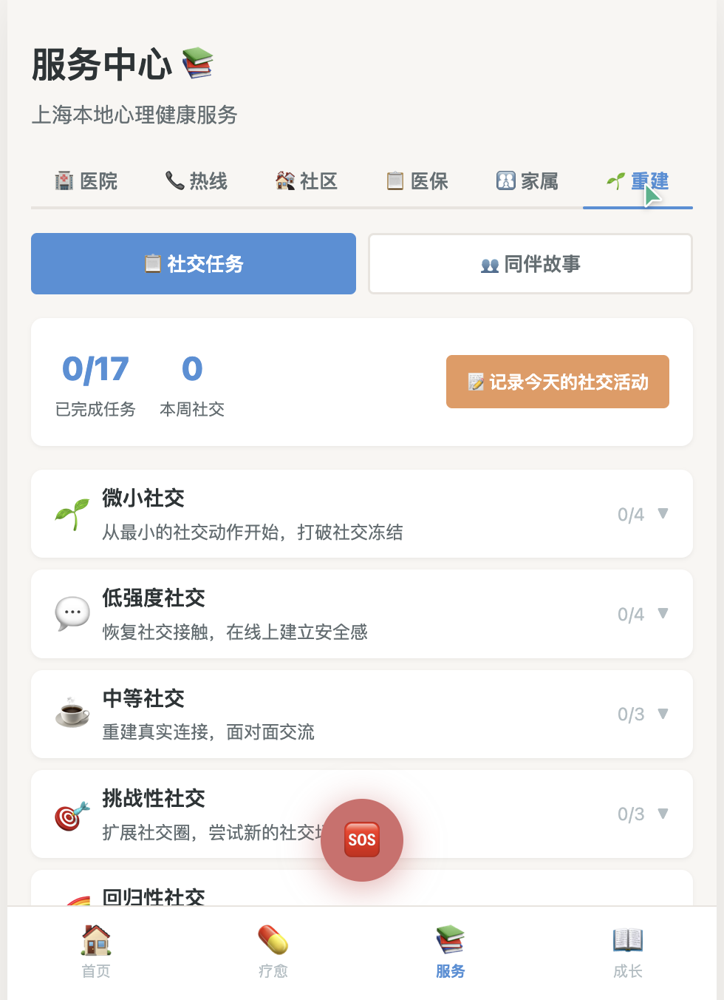 服务中心
上海本地心理健康服务
医院 热线 社区 医保 家属 重建
社交任务 同伴故事
0/17 0
已完成任务 本周社交
记录今天的社交活动
微小社交
从最小的社交动作开始，打破社交冻结
0/4
低强度社交
恢复社交接触，在线上建立安全感
0/4
中等社交
重建真实连接，面对面交流
0/3
挑战性社交
扩展社交圈，尝试新的社交
0/3
SOS
回归性社交
首页 疗愈 服务 成长